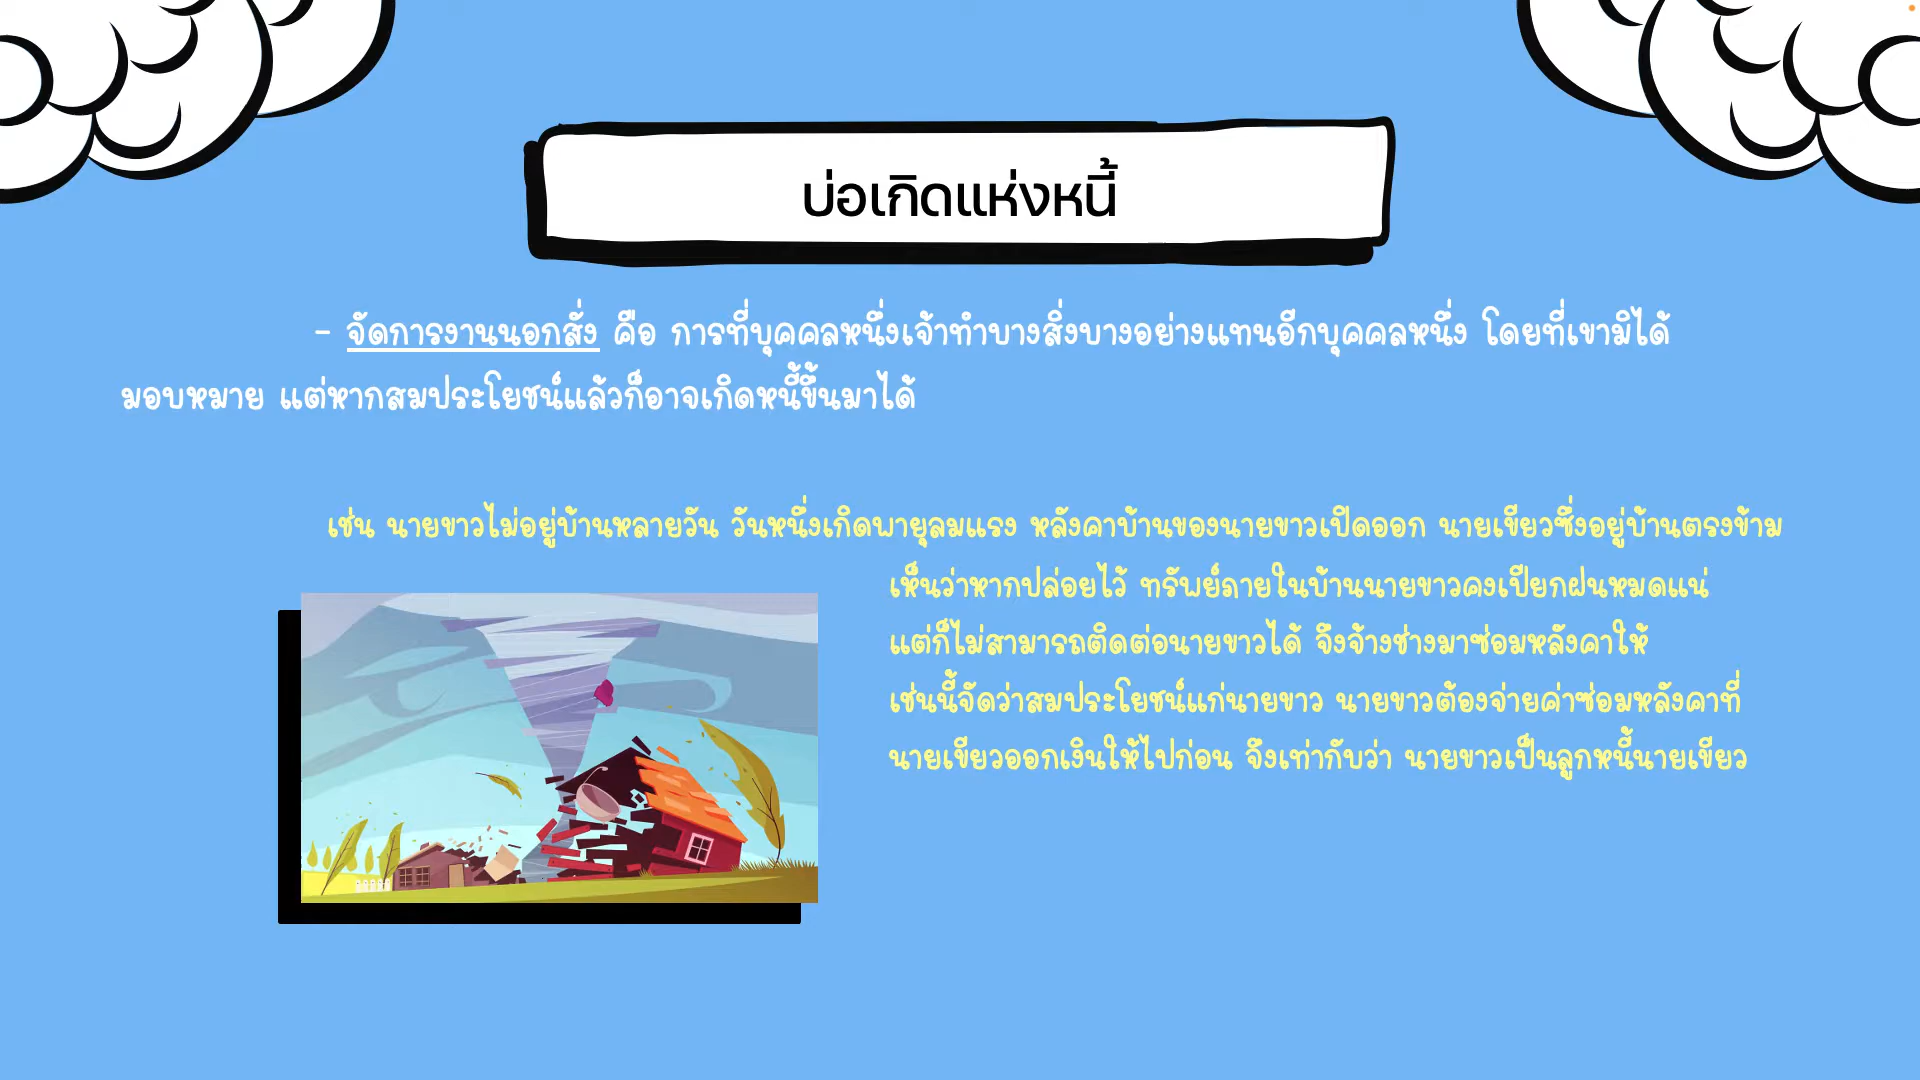 บ่อเกิดแห่งหนี้
- จัดการงานนอกสั่ง คือ การที่บุคคลหนึ่งเจ้าทำบางสิ่งบางอย่างแทนอีกบุคคลหนึ่ง โดยที่เขามิได้
มอบหมาย แต่หากสมประโยชน์แล้วก็อาจเกิดหนี้ขึ้นมาได้
เช่น นายขาวไม่อยู่บ้านหลายวัน วันหนึ่งเกิดพายุลมแรง หลังคาบ้านของนายขาวเปิดออก นายเขียวซึ่งอยู่บ้านตรงข้าม
เห็นว่าหากปล่อยไว้ ทรัพย์ภายในบ้านนายขาวคงเปียกฝนหมดแน่
แต่ก็ไม่สามารถติดต่อนายขาวได้ จึงจ้างช่างมาซ่อมหลังคาให้
เช่นนี้จัดว่าสมประโยชน์แก่นายขาว นายขาวต้องจ่ายค่าซ่อมหลังคาที่
นายเขียวออกเงินให้ไปก่อน จึงเท่ากับว่า นายขาวเป็นลูกหนี้นายเขียว